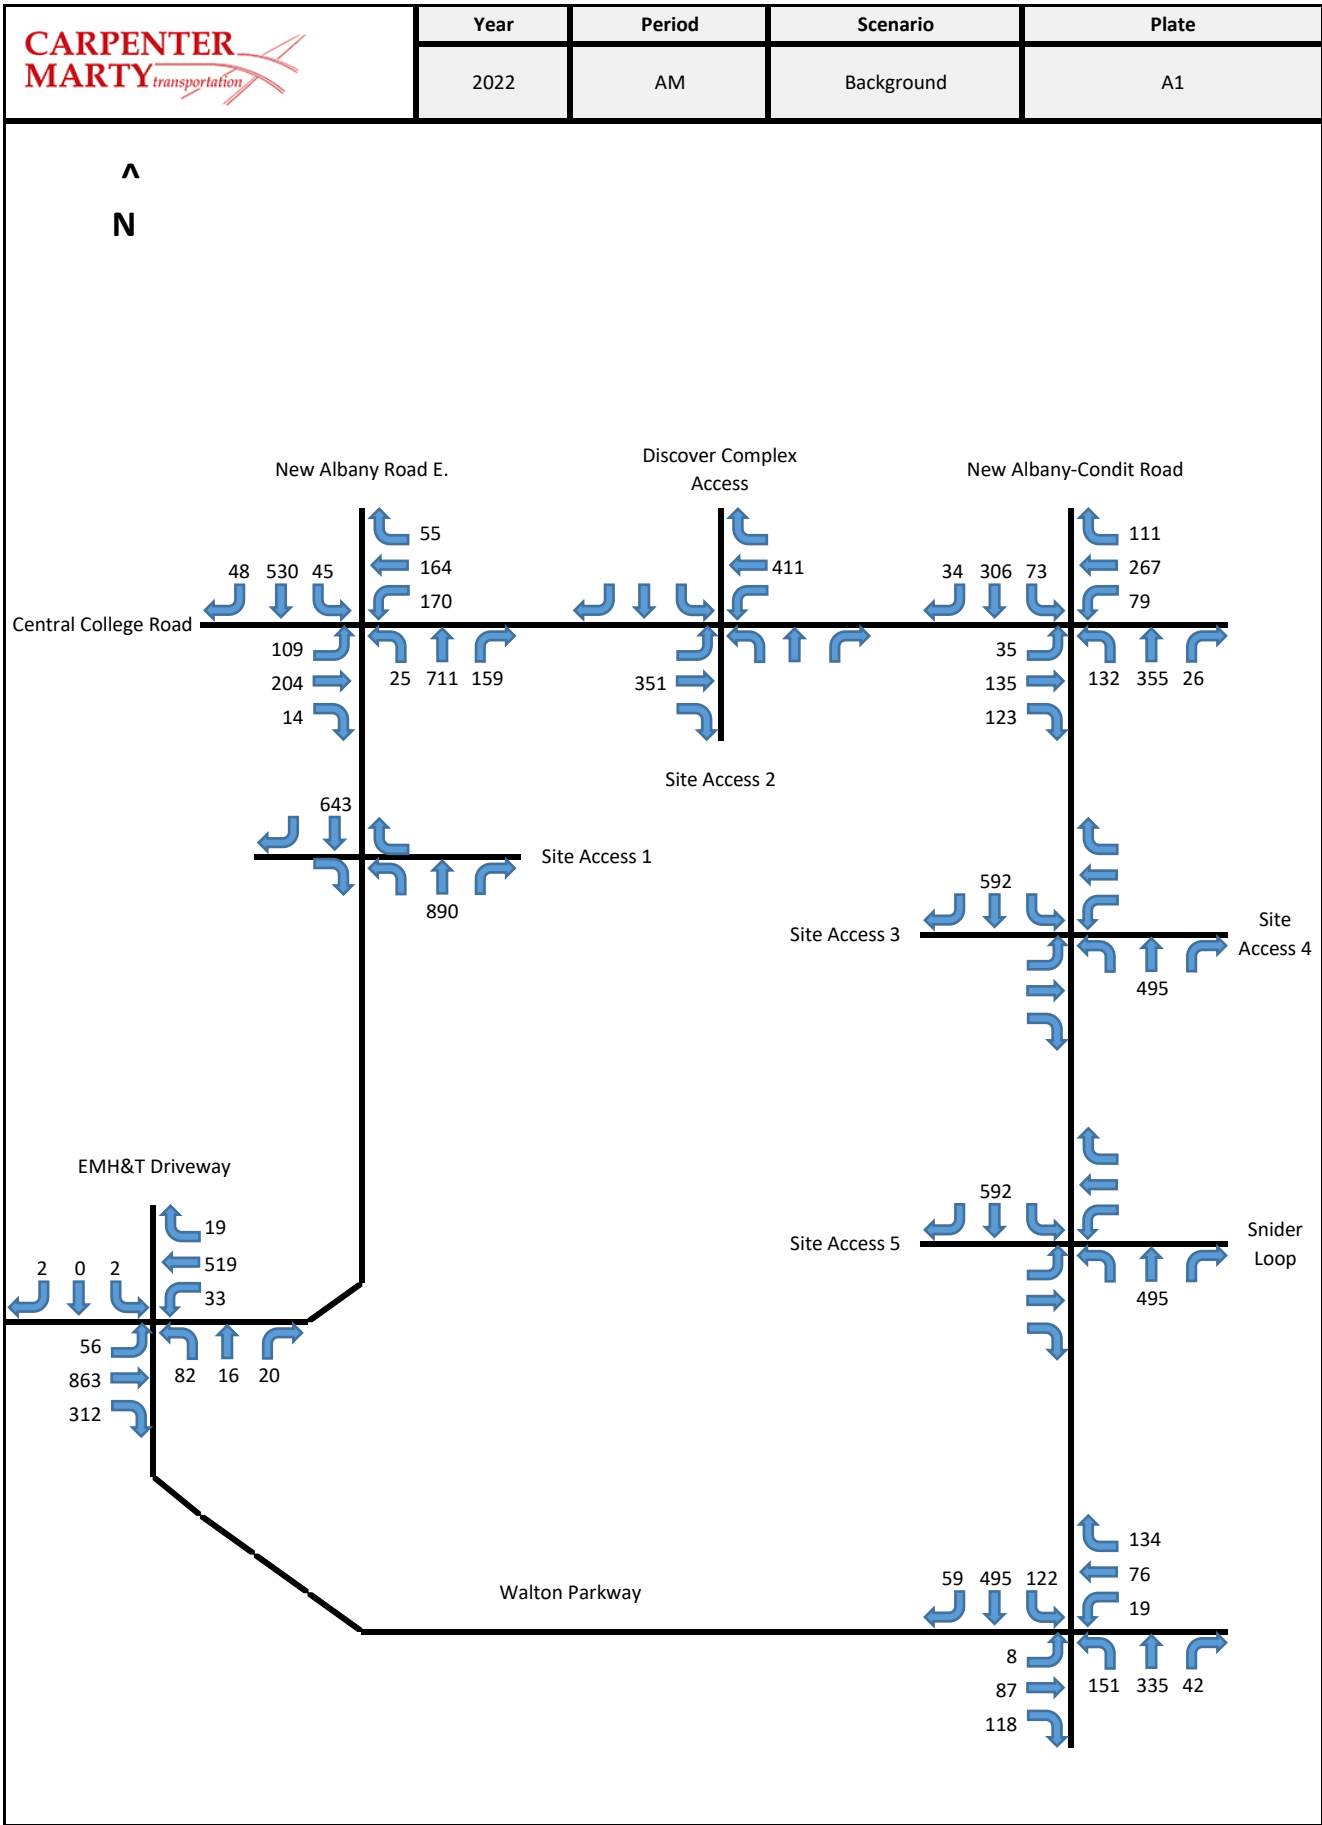 CARPENTER
MARTY transportation
Year Period Scenario Plate
2022 AM Background A1
^
N
New Albany Road E.
Discover Complex
Access
New Albany-Condit Road
55
164
170
48 530 45
Central College Road
109
204
14
25 711 159
411
351
Site Access 2
111
267
79
34 306 73
35
135
123
132 355 26
643
Site Access 1
890
592
Site Access 3
Site
Access 4
495
592
Site Access 5
Snider
Loop
495
EMH&T Driveway
19
519
33
2 0 2
56
863
312
82 16 20
Walton Parkway
134
76
19
59 495 122
8
87
118
151 335 42